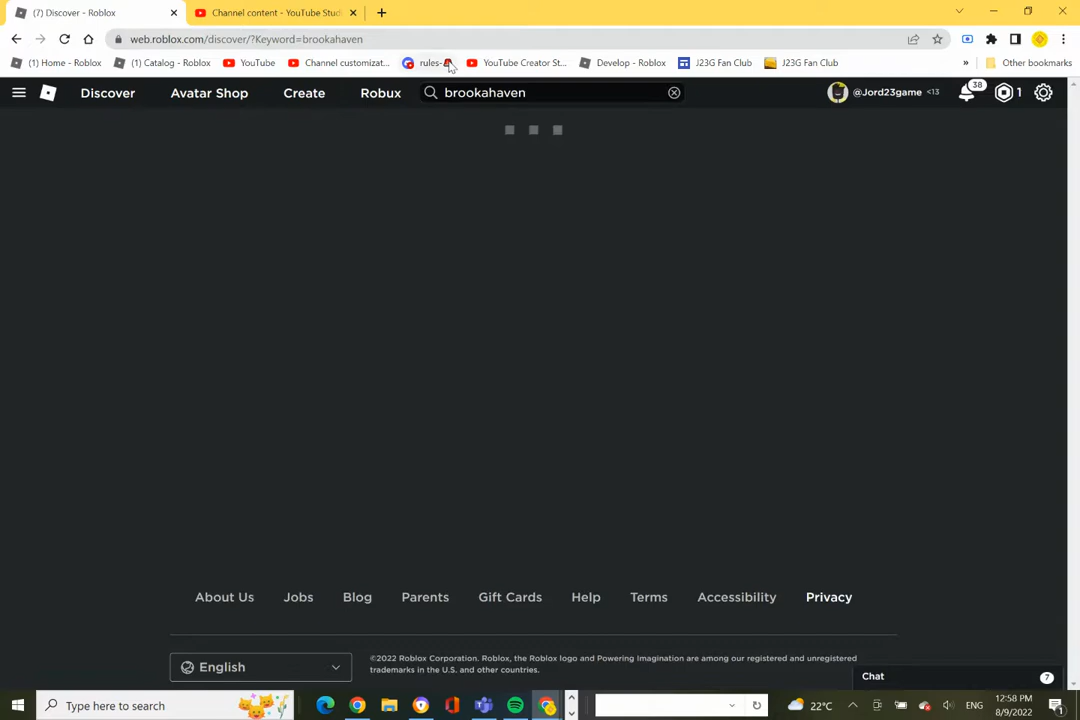 (7) Discover - Roblox
Channel content - YouTube Stud
web.roblox.com/discover/?Keyword=brookahaven
(1) Home - Roblox
(1) Catalog - Roblox
YouTube
Channel customizat...
rules-
YouTube Creator St...
Develop - Roblox
J23G Fan Club
J23G Fan Club
»
Other bookmarks
Discover
Avatar Shop
Create
Robux
brookahaven
@Jord23game
<13
38
1
About Us
Jobs
Blog
Parents
Gift Cards
Help
Terms
Accessibility
Privacy
English
©2022 Roblox Corporation. Roblox, the Roblox logo and Powering Imagination are among our registered and unregistered
trademarks in the U.S. and other countries.
Chat
7
Type here to search
22°C
ENG
12:58 PM
8/9/2022
1